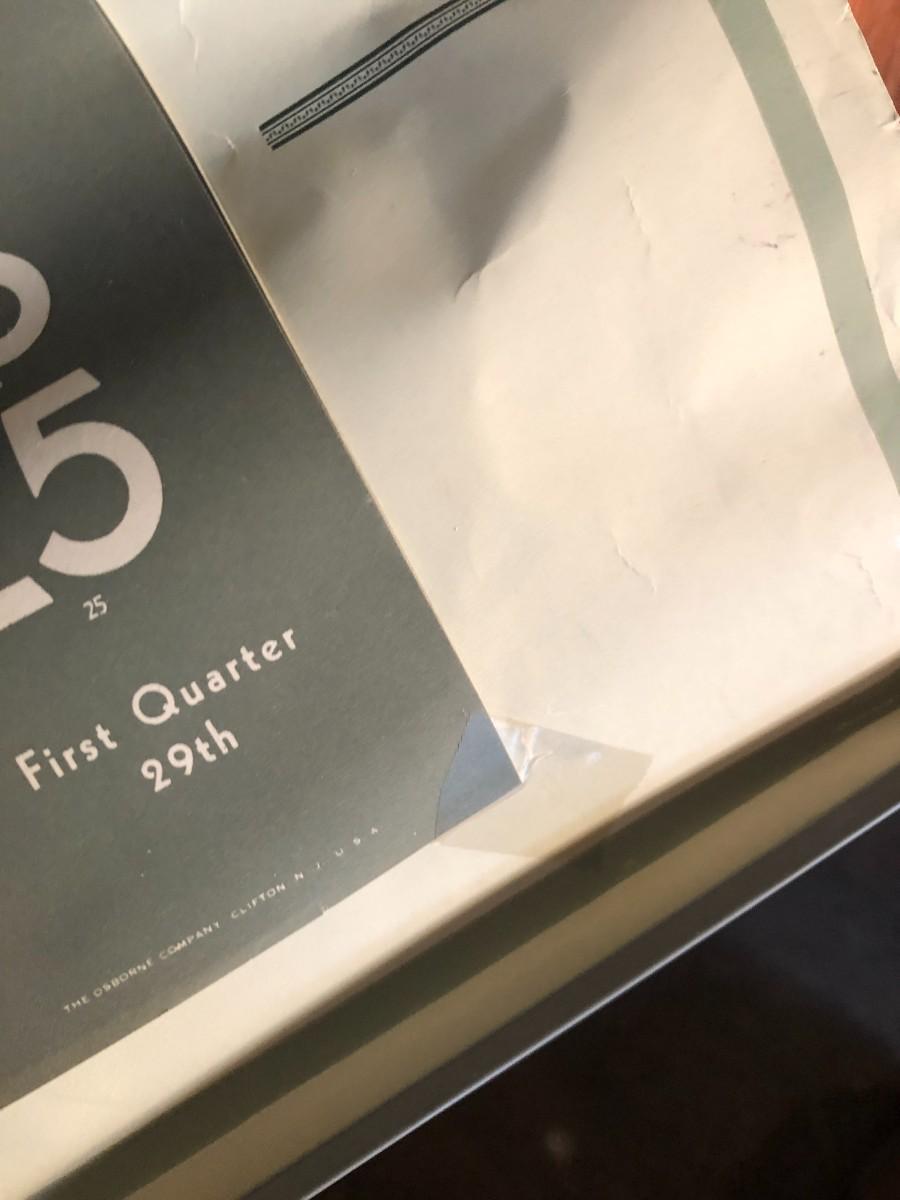 25
25
First Quarter
29th
THE OSBORNE COMPANY CLIFTON N J U S A